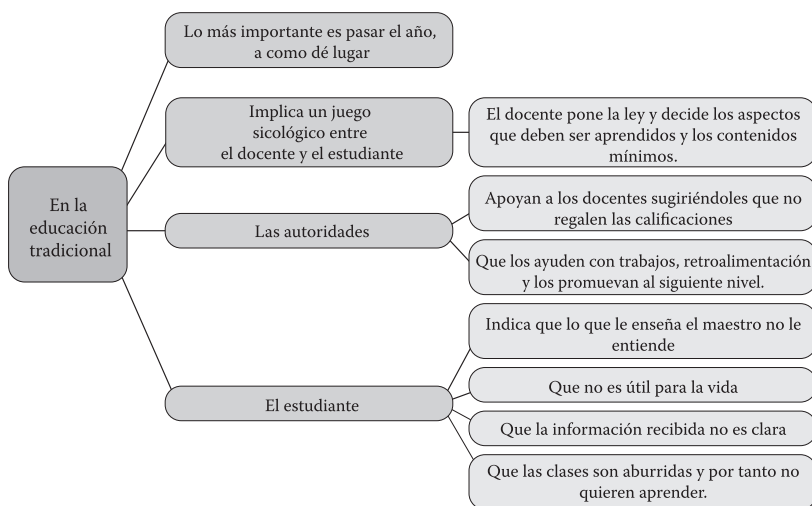 Lo más importante es pasar el año,
a como dé lugar
Implica un juego
sicológico entre
el docente y el estudiante
El docente pone la ley y decide los aspectos
que deben ser aprendidos y los contenidos
mínimos.
En la
educación
tradicional
Las autoridades
Apoyan a los docentes sugiriéndoles que no
regalen las calificaciones
Que los ayuden con trabajos, retroalimentación
y los promuevan al siguiente nivel.
El estudiante
Indica que lo que le enseña el maestro no le
entiende
Que no es útil para la vida
Que la información recibida no es clara
Que las clases son aburridas y por tanto no
quieren aprender.